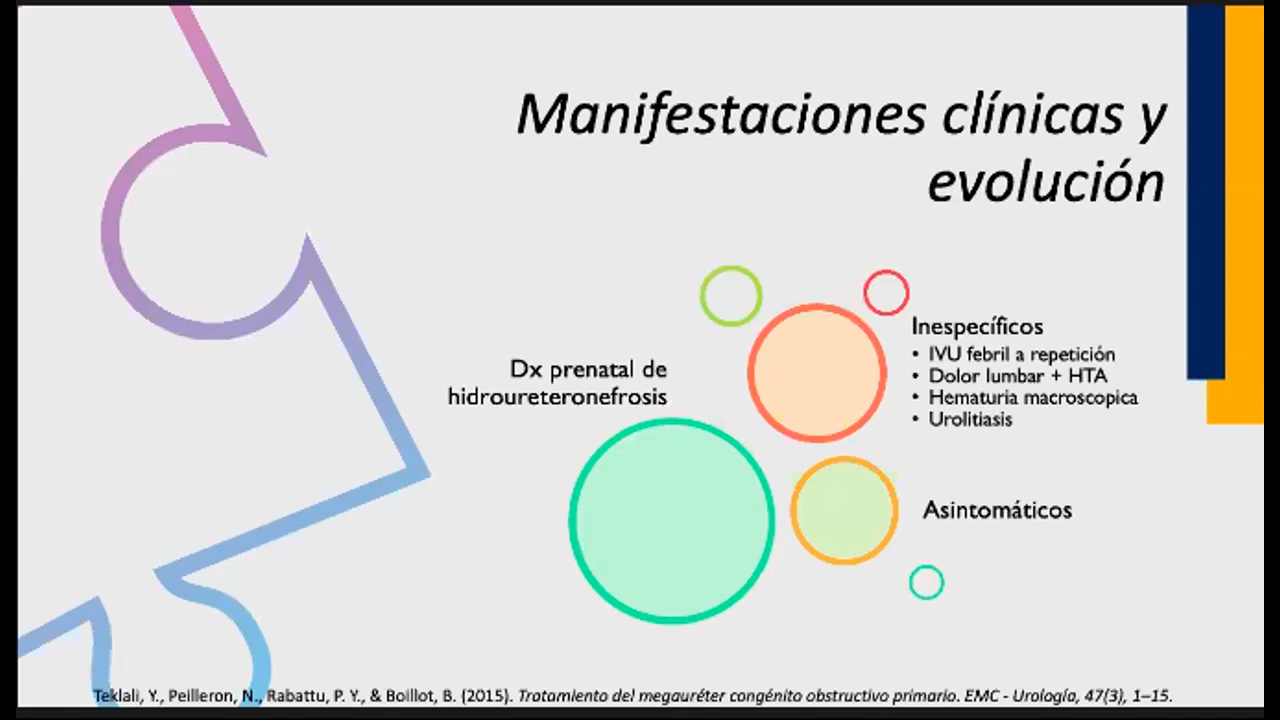 Manifestaciones clínicas y
evolución
Dx prenatal de
hidroureteronefrosis
Inespecíficos
• IVU febril a repetición
• Dolor lumbar + HTA
• Hematuria macroscopica
• Urolitiasis
Asintomáticos
Teklali, Y., Peilleron, N., Rabattu, P. Y., & Boillot, B. (2015). Tratamiento del megauréter congénito obstructivo primario. EMC - Urología, 47(3), 1–15.